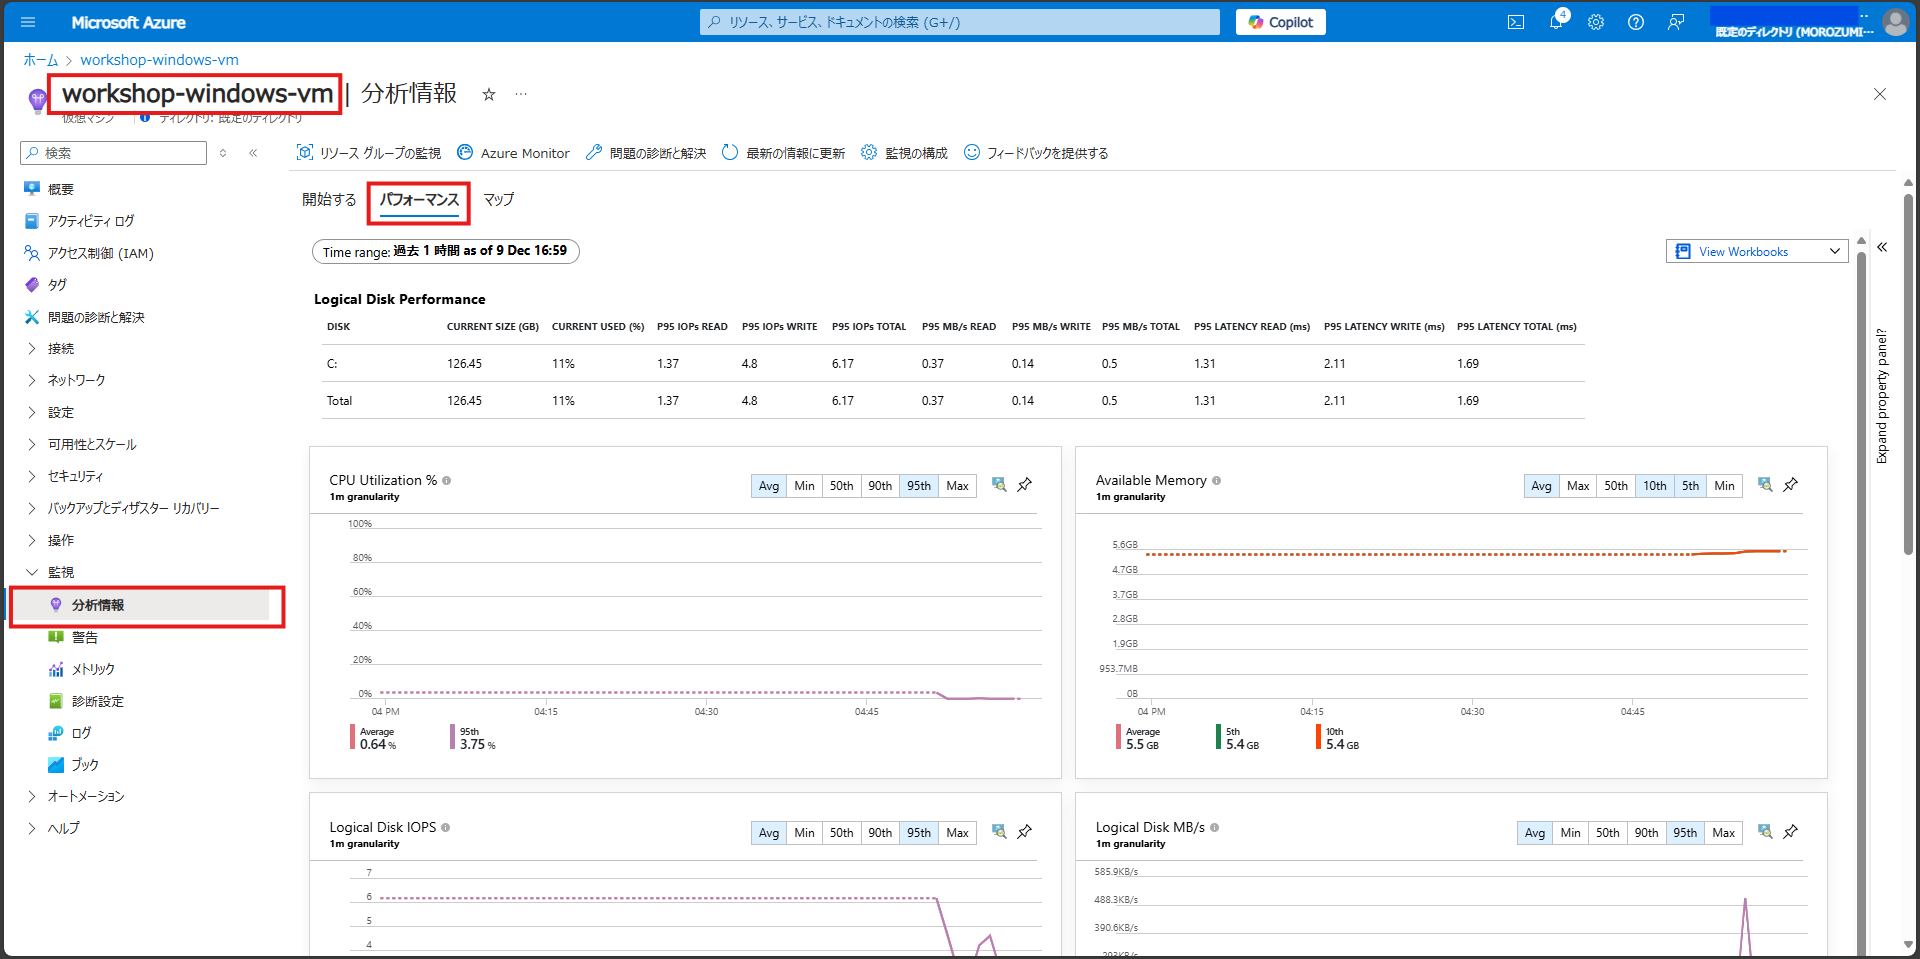 Microsoft Azure
リソース、サービス、ドキュメントの検索 (G+/)
Copilot
4
既定のディレクトリ (MOROZUMI...
ホーム > workshop-windows-vm
workshop-windows-vm | 分析情報
仮想マシン
ディレクトリ: 既定のディレクトリ
検索
リソース グループの監視
Azure Monitor
問題の診断と解決
最新の情報に更新
監視の構成
フィードバックを提供する
概要
アクティビティ ログ
アクセス制御 (IAM)
タグ
問題の診断と解決
接続
ネットワーク
設定
可用性とスケール
セキュリティ
バックアップとディザスター リカバリー
操作
監視
分析情報
警告
メトリック
診断設定
ログ
ブック
オートメーション
ヘルプ
開始する パフォーマンス マップ
Time range: 過去 1 時間 as of 9 Dec 16:59
View Workbooks
Expand property panel?
Logical Disk Performance
DISK CURRENT SIZE (GB) CURRENT USED (%) P95 IOPs READ P95 IOPs WRITE P95 IOPs TOTAL P95 MB/s READ P95 MB/s WRITE P95 MB/s TOTAL P95 LATENCY READ (ms) P95 LATENCY WRITE (ms) P95 LATENCY TOTAL (ms)
C: 126.45 11% 1.37 4.8 6.17 0.37 0.14 0.5 1.31 2.11 1.69
Total 126.45 11% 1.37 4.8 6.17 0.37 0.14 0.5 1.31 2.11 1.69
CPU Utilization %
1m granularity
Avg Min 50th 90th 95th Max
100%
80%
60%
40%
20%
0%
04 PM 04:15 04:30 04:45
Average
0.64 %
95th
3.75 %
Available Memory
1m granularity
Avg Max 50th 10th 5th Min
5.6GB
4.7GB
3.7GB
2.8GB
1.9GB
953.7MB
0B
04 PM 04:15 04:30 04:45
Average
5.5 GB
5th
5.4 GB
10th
5.4 GB
Logical Disk IOPS
1m granularity
Avg Min 50th 90th 95th Max
7
6
5
4
Logical Disk MB/s
1m granularity
Avg Min 50th 90th 95th Max
585.9KB/s
488.3KB/s
390.6KB/s
293KB/s